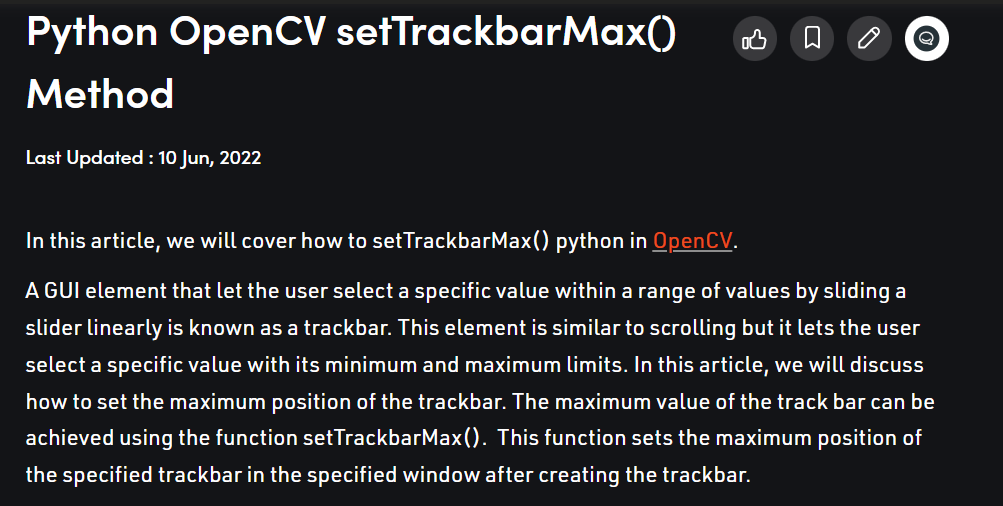 Python OpenCV setTrackbarMax()
Method
Last Updated : 10 Jun, 2022
In this article, we will cover how to setTrackbarMax() python in OpenCV.
A GUI element that let the user select a specific value within a range of values by sliding a
slider linearly is known as a trackbar. This element is similar to scrolling but it lets the user
select a specific value with its minimum and maximum limits. In this article, we will discuss
how to set the maximum position of the trackbar. The maximum value of the track bar can be
achieved using the function setTrackbarMax().  This function sets the maximum position of
the specified trackbar in the specified window after creating the trackbar.